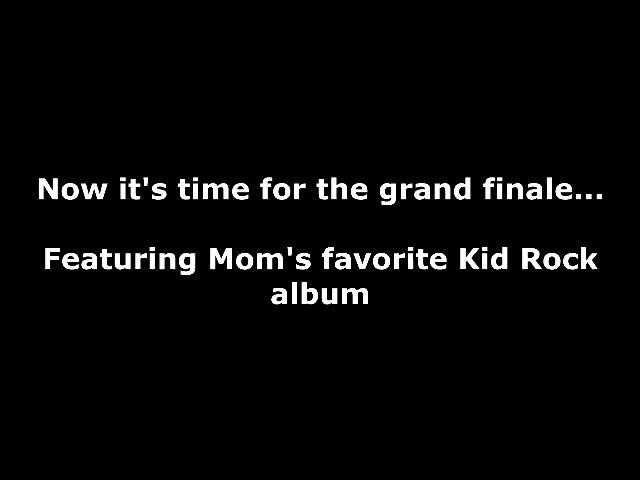 Now it's time for the grand finale...
Featuring Mom's favorite Kid Rock
album